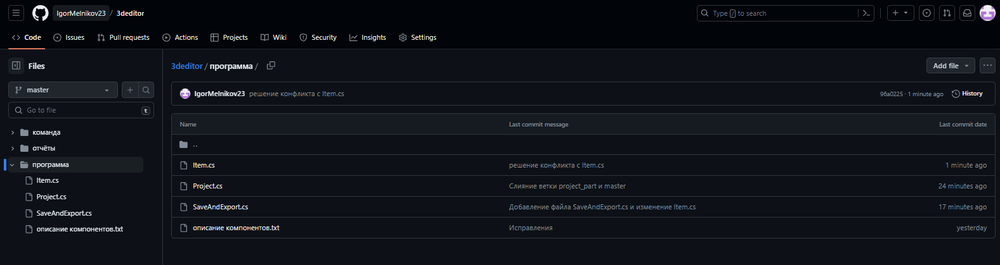 IgorMelnikov23 / 3deditor
Type / to search
Code Issues Pull requests Actions Projects Wiki Security Insights Settings
Files
master
Go to file t
команда
отчёты
программа
Item.cs
Project.cs
SaveAndExport.cs
описание компонентов.txt
3deditor / программа /
Add file
IgorMelnikov23 решение конфликта с Item.cs 96a0225 · 1 minute ago History
Name Last commit message Last commit date
..
Item.cs решение конфликта с Item.cs 1 minute ago
Project.cs Слияние ветки project_part и master 24 minutes ago
SaveAndExport.cs Добавление файла SaveAndExport.cs и изменение Item.cs 17 minutes ago
описание компонентов.txt Исправления yesterday